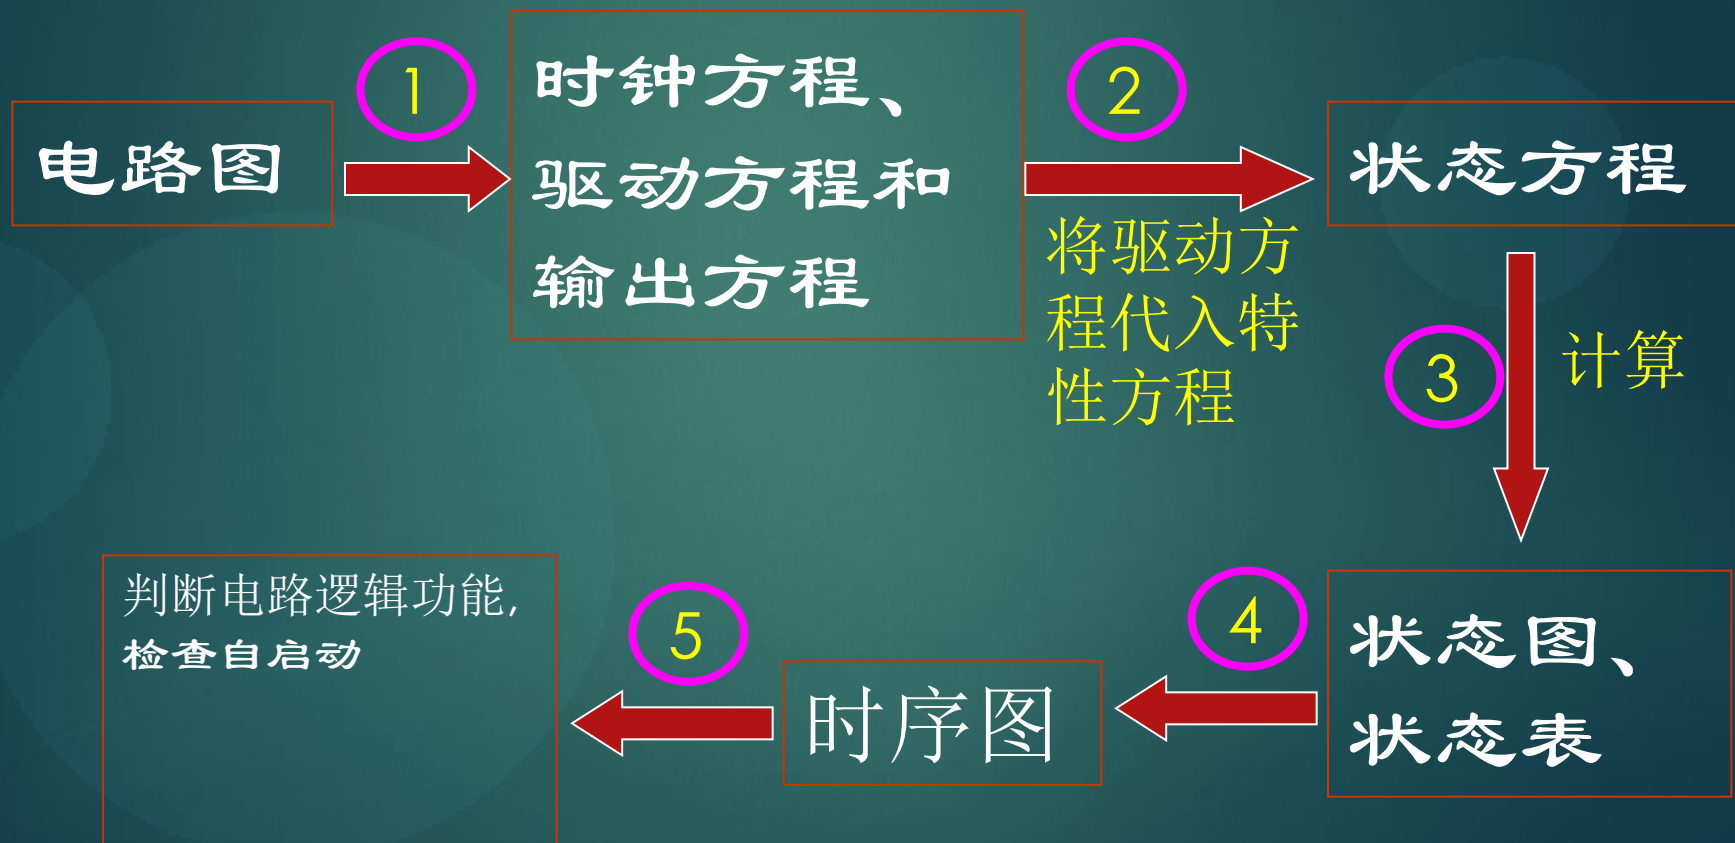 电路图
1
时钟方程、
驱动方程和
输出方程
2
将驱动方
程代入特
性方程
状态方程
3
计算
状态图、
状态表
4
时序图
5
判断电路逻辑功能,
检查自启动